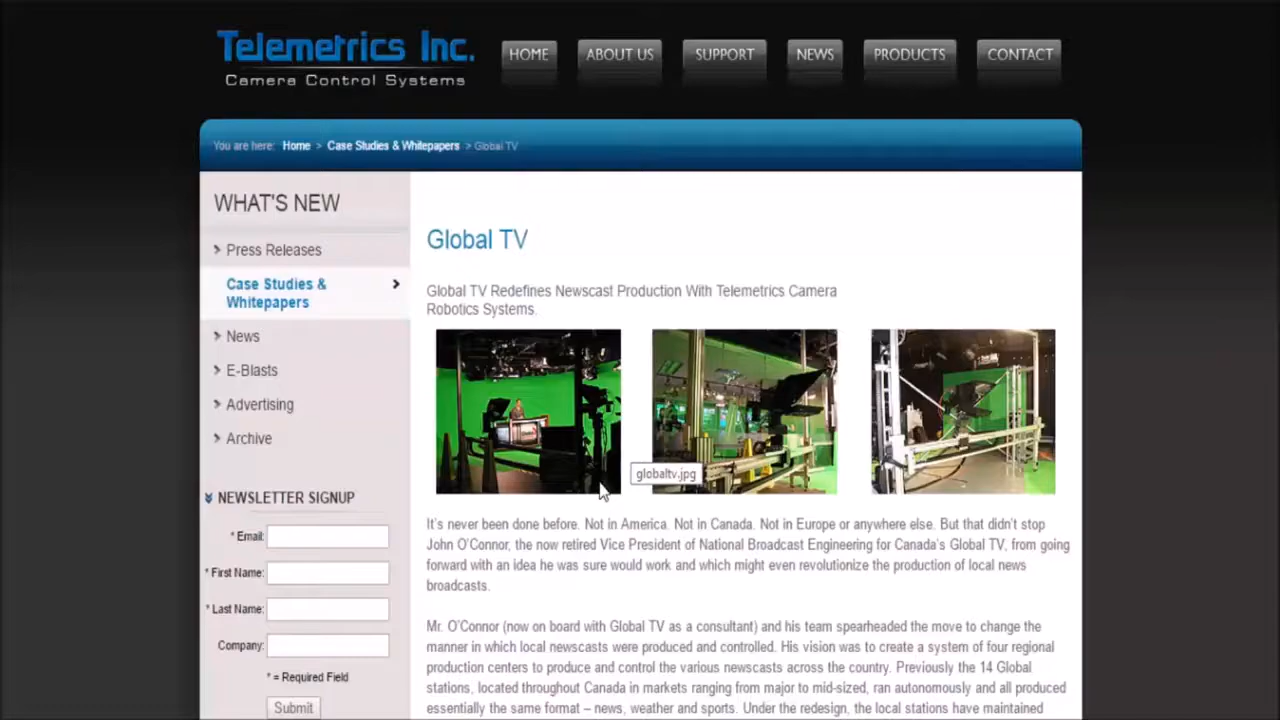 Telemetrics Inc.
Camera Control Systems
HOME
ABOUT US
SUPPORT
NEWS
PRODUCTS
CONTACT
You are here: Home > Case Studies & Whitepapers > Global TV
WHAT'S NEW
Press Releases
Case Studies &
Whitepapers
News
E-Blasts
Advertising
Archive
NEWSLETTER SIGNUP
* Email:
* First Name:
* Last Name:
Company:
* = Required Field
Submit
Global TV
Global TV Redefines Newscast Production With Telemetrics Camera
Robotics Systems.
globaltv.jpg
It's never been done before. Not in America. Not in Canada. Not in Europe or anywhere else. But that didn't stop
John O'Connor, the now retired Vice President of National Broadcast Engineering for Canada's Global TV, from going
forward with an idea he was sure would work and which might even revolutionize the production of local news
broadcasts.
Mr. O'Connor (now on board with Global TV as a consultant) and his team spearheaded the move to change the
manner in which local newscasts were produced and controlled. His vision was to create a system of four regional
production centers to produce and control the various newscasts across the country. Previously the 14 Global
stations, located throughout Canada in markets ranging from major to mid-sized, ran autonomously and all produced
essentially the same format – news, weather and sports. Under the redesign, the local stations have maintained